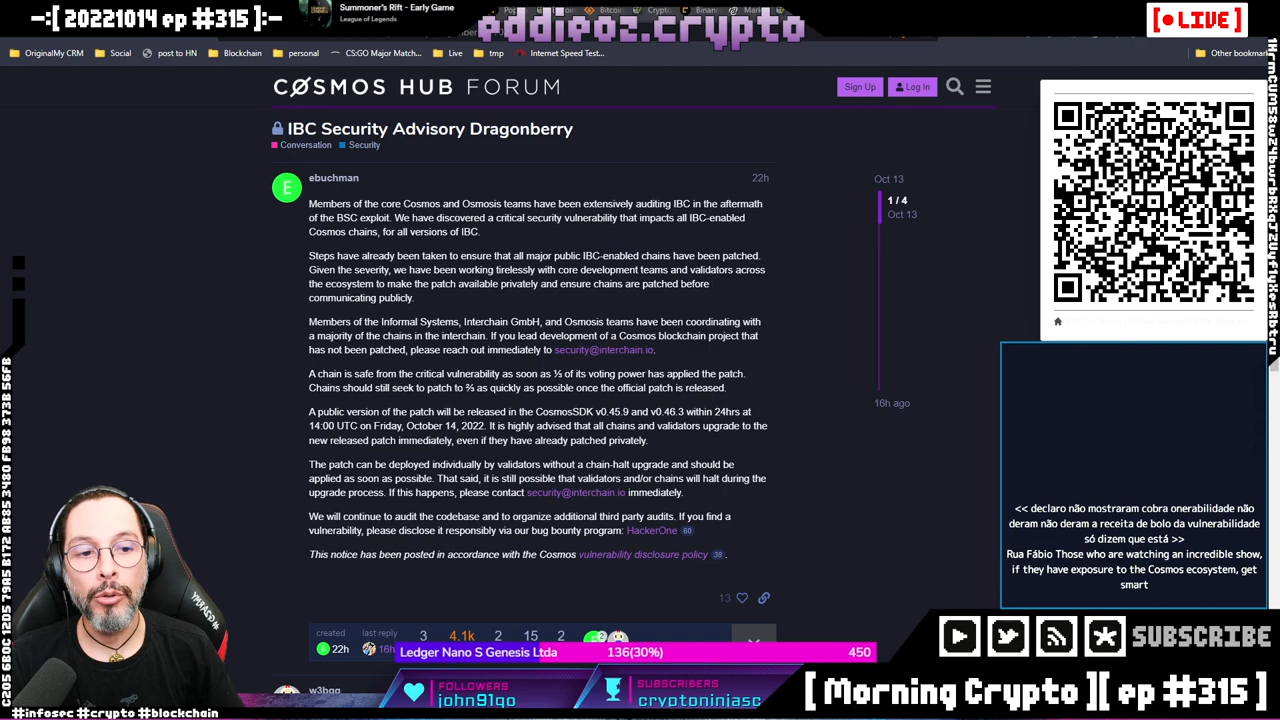 -:[ 20221014 ep #315]:-
Summoner's Rift - Early Game
League of Legends
eddieoz.crypto
[●LIVE]
OriginalMy CRM
Social
post to HN
Blockchain
personal
CS:GO Major Match...
Live
tmp
Internet Speed Test...
Other bookmar
COSMOS HUB FORUM
Sign Up
Log In
IBC Security Advisory Dragonberry
Conversation
Security
E
ebuchman
22h
Members of the core Cosmos and Osmosis teams have been extensively auditing IBC in the aftermath
of the BSC exploit. We have discovered a critical security vulnerability that impacts all IBC-enabled
Cosmos chains, for all versions of IBC.
Steps have already been taken to ensure that all major public IBC-enabled chains have been patched.
Given the severity, we have been working tirelessly with core development teams and validators across
the ecosystem to make the patch available privately and ensure chains are patched before
communicating publicly.
Members of the Informal Systems, Interchain GmbH, and Osmosis teams have been coordinating with
a majority of the chains in the interchain. If you lead development of a Cosmos blockchain project that
has not been patched, please reach out immediately to security@interchain.io.
A chain is safe from the critical vulnerability as soon as ⅓ of its voting power has applied the patch.
Chains should still seek to patch to ⅔ as quickly as possible once the official patch is released.
A public version of the patch will be released in the CosmosSDK v0.45.9 and v0.46.3 within 24hrs at
14:00 UTC on Friday, October 14, 2022. It is highly advised that all chains and validators upgrade to the
new released patch immediately, even if they have already patched privately.
The patch can be deployed individually by validators without a chain-halt upgrade and should be
applied as soon as possible. That said, it is still possible that validators and/or chains will halt during the
upgrade process. If this happens, please contact security@interchain.io immediately.
We will continue to audit the codebase and to organize additional third party audits. If you find a
vulnerability, please disclose it responsibly via our bug bounty program: HackerOne 60
This notice has been posted in accordance with the Cosmos vulnerability disclosure policy 38.
13
created
22h
last reply
16h
3
4.1k
2
15
2
2
w3bgg
Oct 13
1 / 4
Oct 13
16h ago
<< declaro não mostraram cobra onerabilidade não
deram não deram a receita de bolo da vulnerabilidade
só dizem que está >>
Rua Fábio Those who are watching an incredible show,
if they have exposure to the Cosmos ecosystem, get
smart
Ledger Nano S Genesis Ltda
136(30%)
450
FOLLOWERS
john91go
SUBSCRIBERS
cryptoninjasc
SUBSCRIBE
[ Morning Crypto ][ ep #315 ]
#infosec #crypto #blockchain